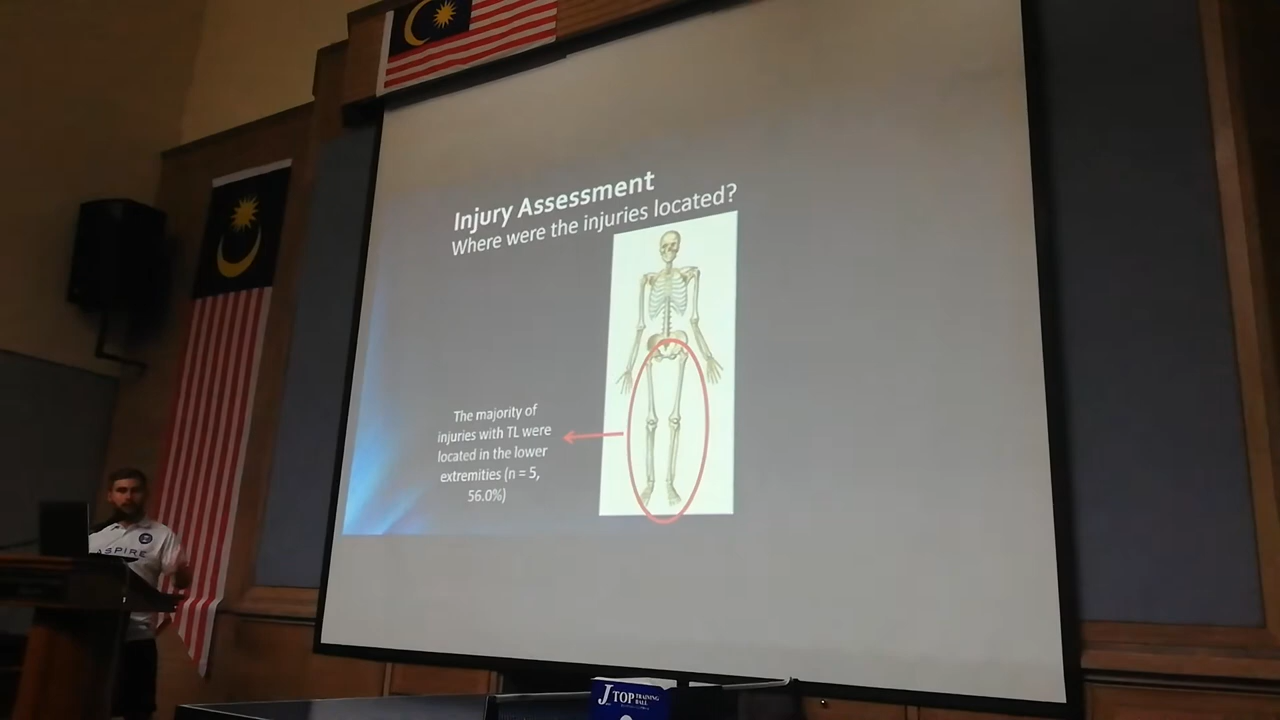 Injury Assessment
Where were the injuries located?
The majority of
injuries with TL were
located in the lower
extremities (n = 5,
56.0%)
ASPIRE
J TOP TRAINING
BALL